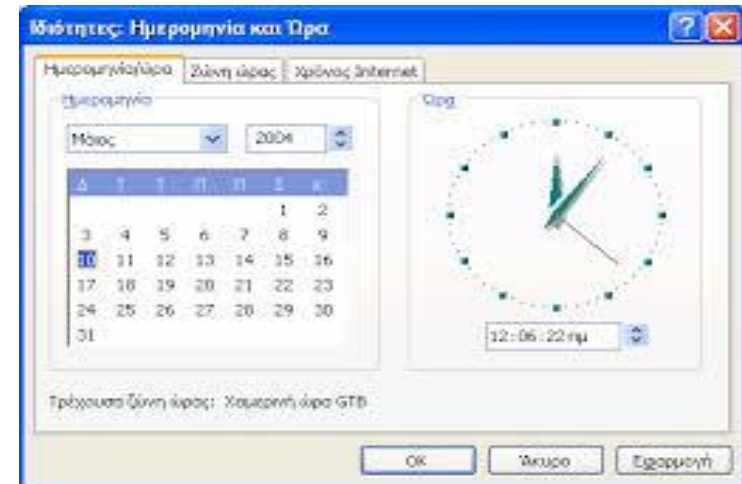 Ιδιότητες: Ημερομηνία και Ώρα
Ημερομηνία/ώρα Ζώνη ώρας Χρόνος Internet
Ημερομηνία
Ώρα
Μάιος 2004
Δ Τ Τ Π Π Σ Κ
1 2
3 4 5 6 7 8 9
10 11 12 13 14 15 16
17 18 19 20 21 22 23
24 25 26 27 28 29 30
31
12:06:22 πμ
Τρέχουσα ζώνη ώρας: Χειμερινή ώρα GTB
OK Άκυρο Εφαρμογή